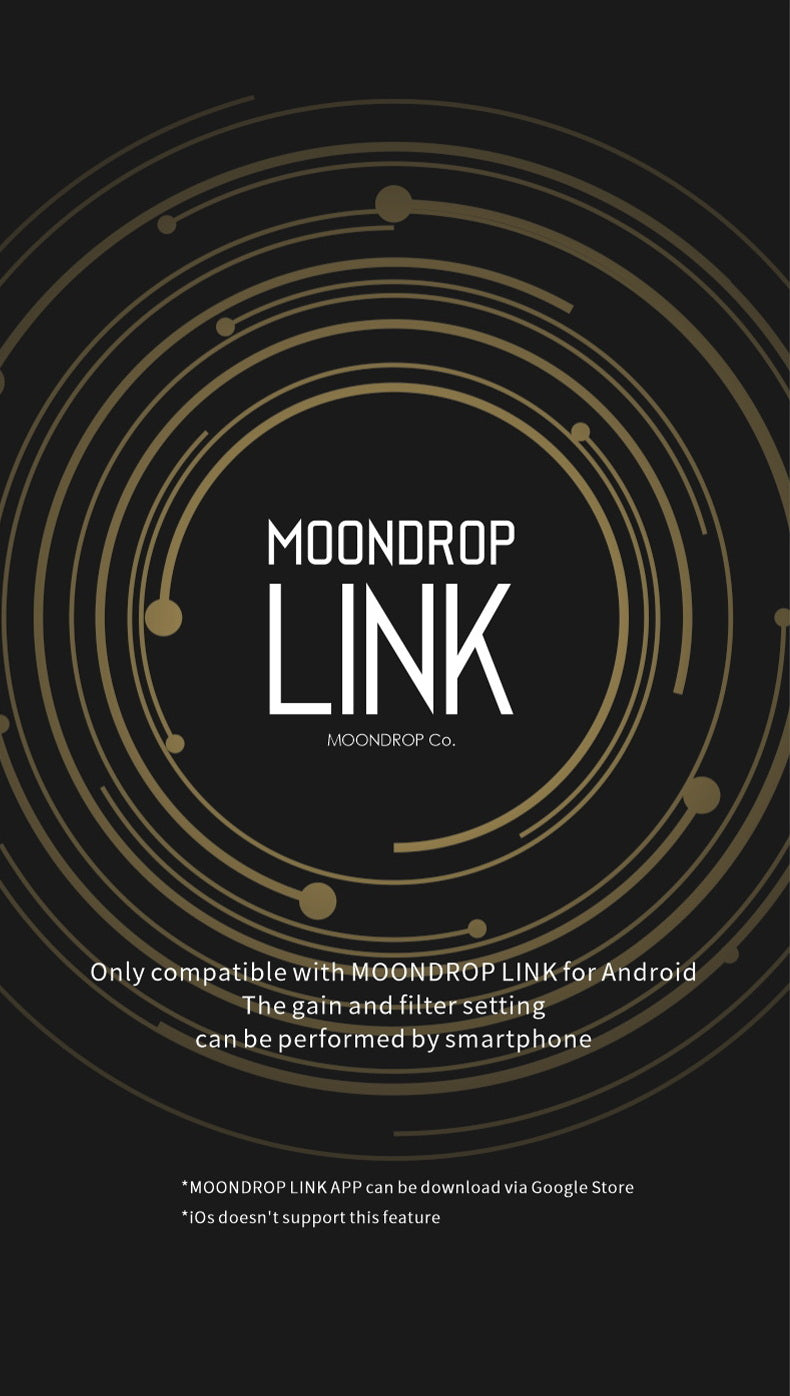 MOONDROP
LINK
MOONDROP Co.
Only compatible with MOONDROP LINK for Android
The gain and filter setting
can be performed by smartphone
*MOONDROP LINK APP can be download via Google Store
*iOs doesn't support this feature